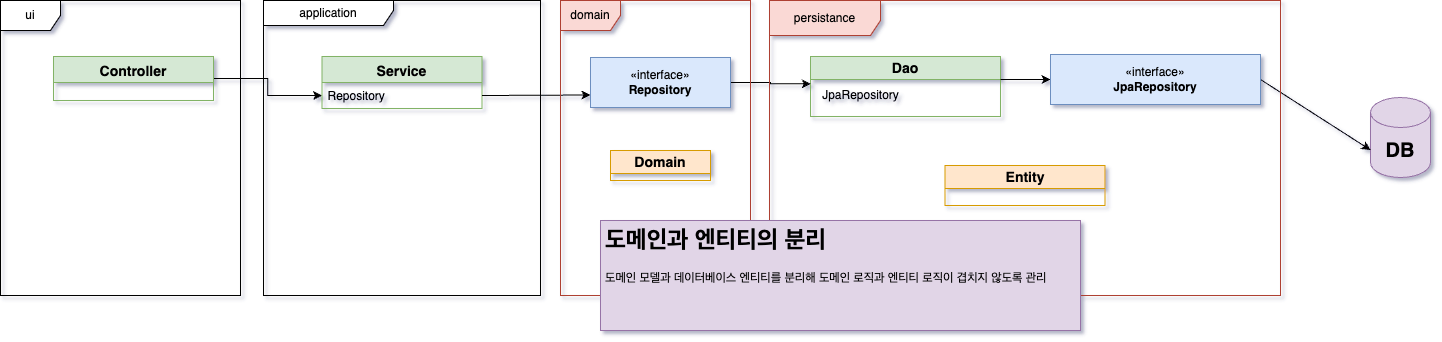 ui
application
domain
persistance
Controller
Service
Repository
«interface»
Repository
Dao
JpaRepository
«interface»
JpaRepository
DB
Domain
Entity
도메인과 엔티티의 분리
도메인 모델과 데이터베이스 엔티티를 분리해 도메인 로직과 엔티티 로직이 겹치지 않도록 관리